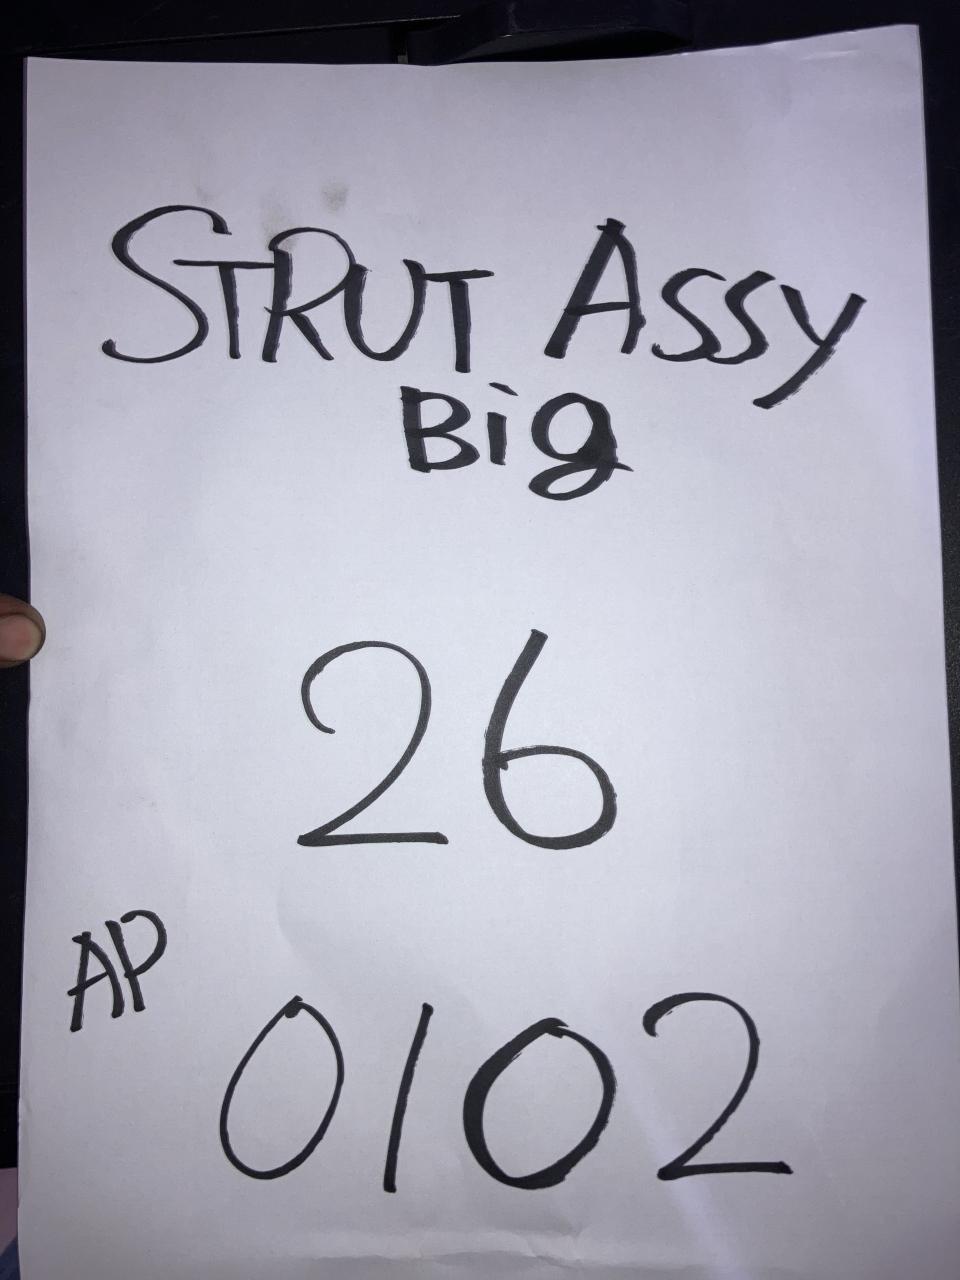 STRUT ASSY
Big
26
AP
0102